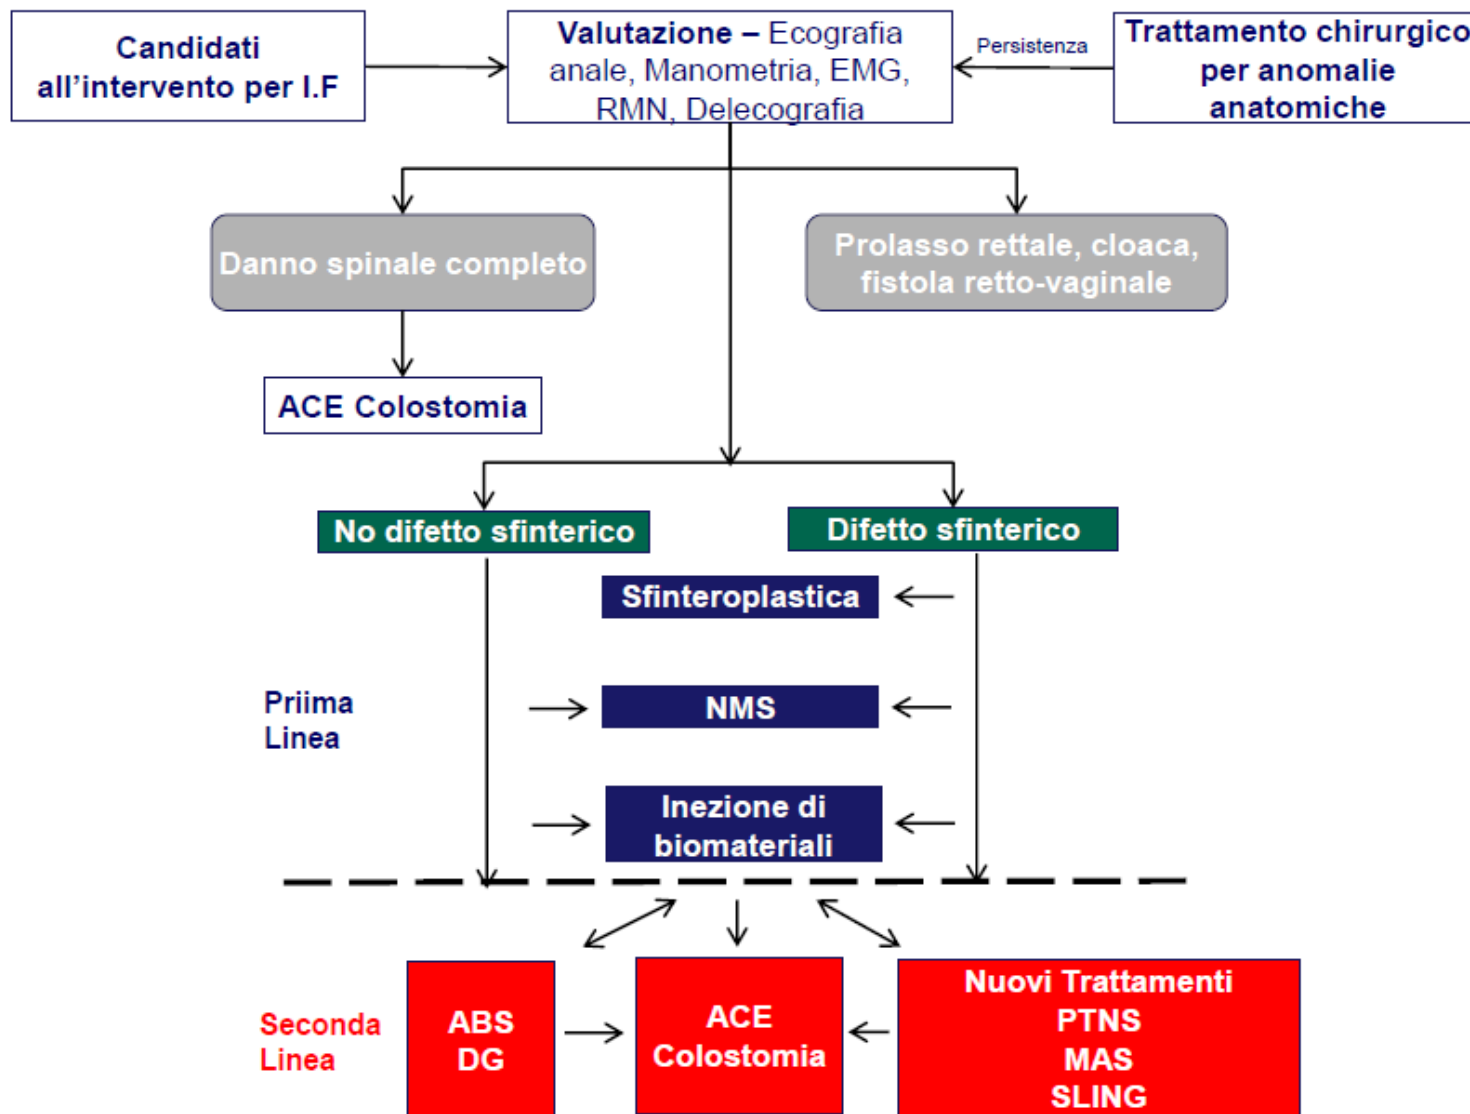 Candidati
all'intervento per I.F
Valutazione – Ecografia
anale, Manometria, EMG,
RMN, Delecografia
Persistenza
Trattamento chirurgico
per anomalie
anatomiche
Danno spinale completo
Prolasso rettale, cloaca,
fistola retto-vaginale
ACE Colostomia
No difetto sfinterico
Difetto sfinterico
Sfinteroplastica
Priima
Linea
NMS
Inezione di
biomateriali
Seconda
Linea
ABS
DG
ACE
Colostomia
Nuovi Trattamenti
PTNS
MAS
SLING